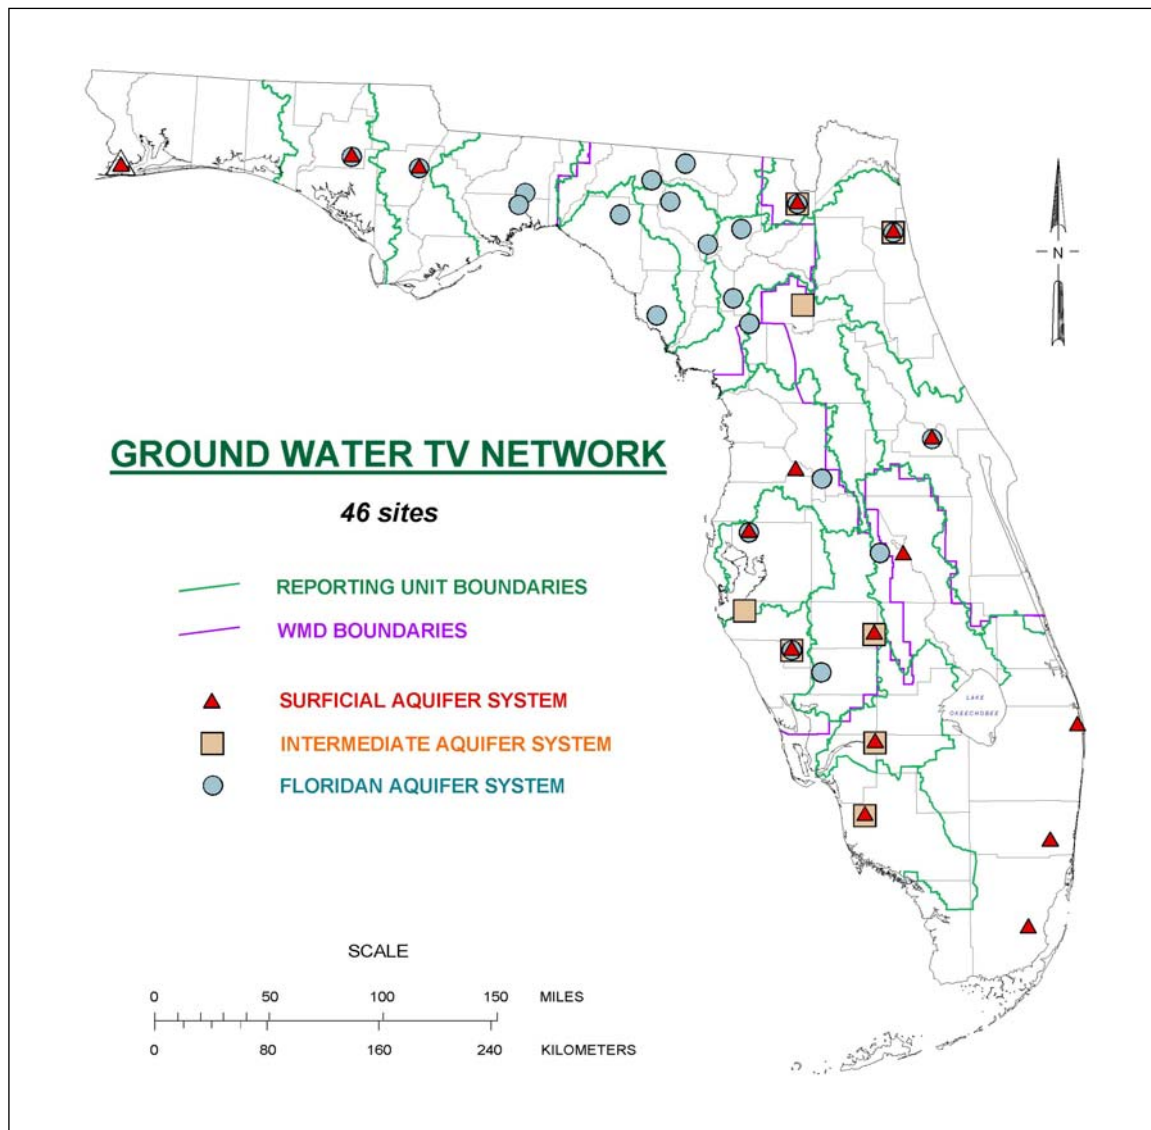 N
GROUND WATER TV NETWORK
46 sites
REPORTING UNIT BOUNDARIES
WMD BOUNDARIES
SURFICIAL AQUIFER SYSTEM
INTERMEDIATE AQUIFER SYSTEM
FLORIDAN AQUIFER SYSTEM
LAKE
OKEECHOBEE
SCALE
0 50 100 150 MILES
0 80 160 240 KILOMETERS